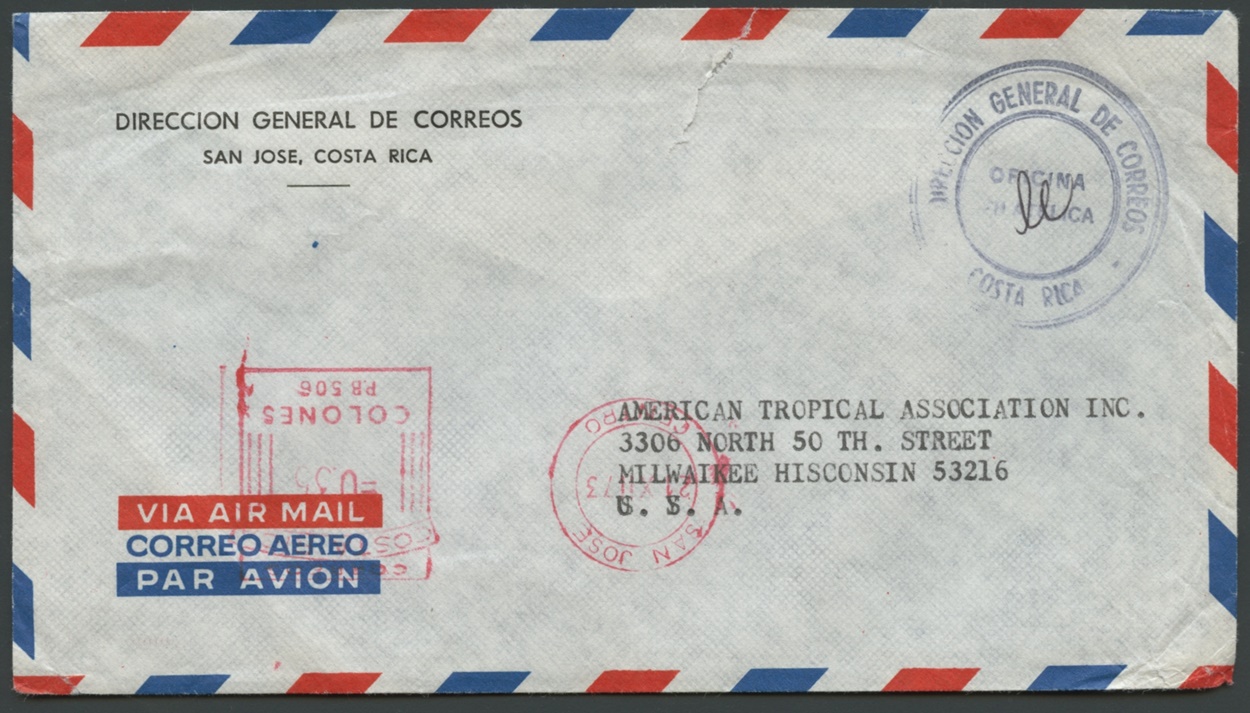 DIRECCION GENERAL DE CORREOS
SAN JOSE, COSTA RICA
DIRECCION GENERAL DE CORREOS
OFICINA
COSTA RICA
PB 506
COLONES
SAN JOSE
AMERICAN TROPICAL ASSOCIATION INC.
3306 NORTH 50 TH. STREET
MILWAIKEE HISCONSIN 53216
U. S. A.
VIA AIR MAIL
CORREO AEREO
PAR AVION